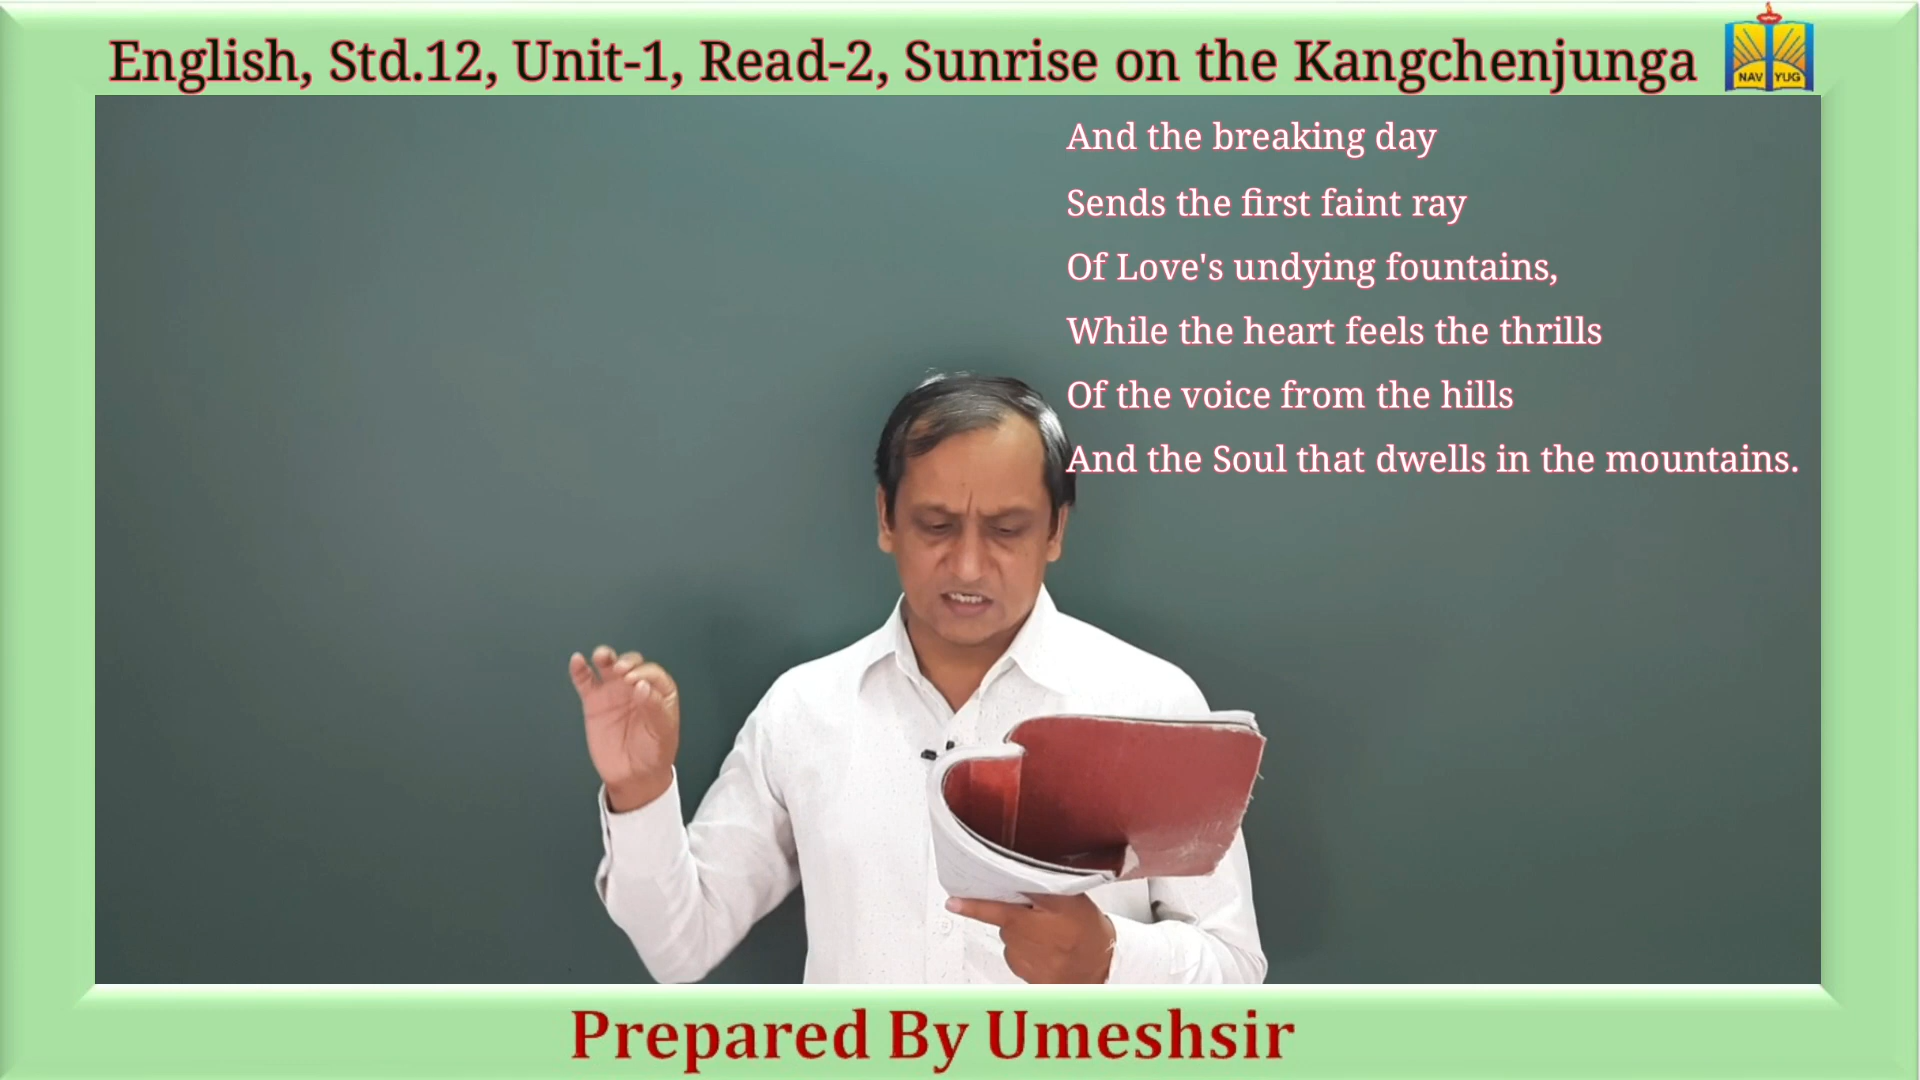 English, Std.12, Unit-1, Read-2, Sunrise on the Kangchenjunga
NAV YUG
And the breaking day
Sends the first faint ray
Of Love's undying fountains,
While the heart feels the thrills
Of the voice from the hills
And the Soul that dwells in the mountains.
Prepared By Umeshsir